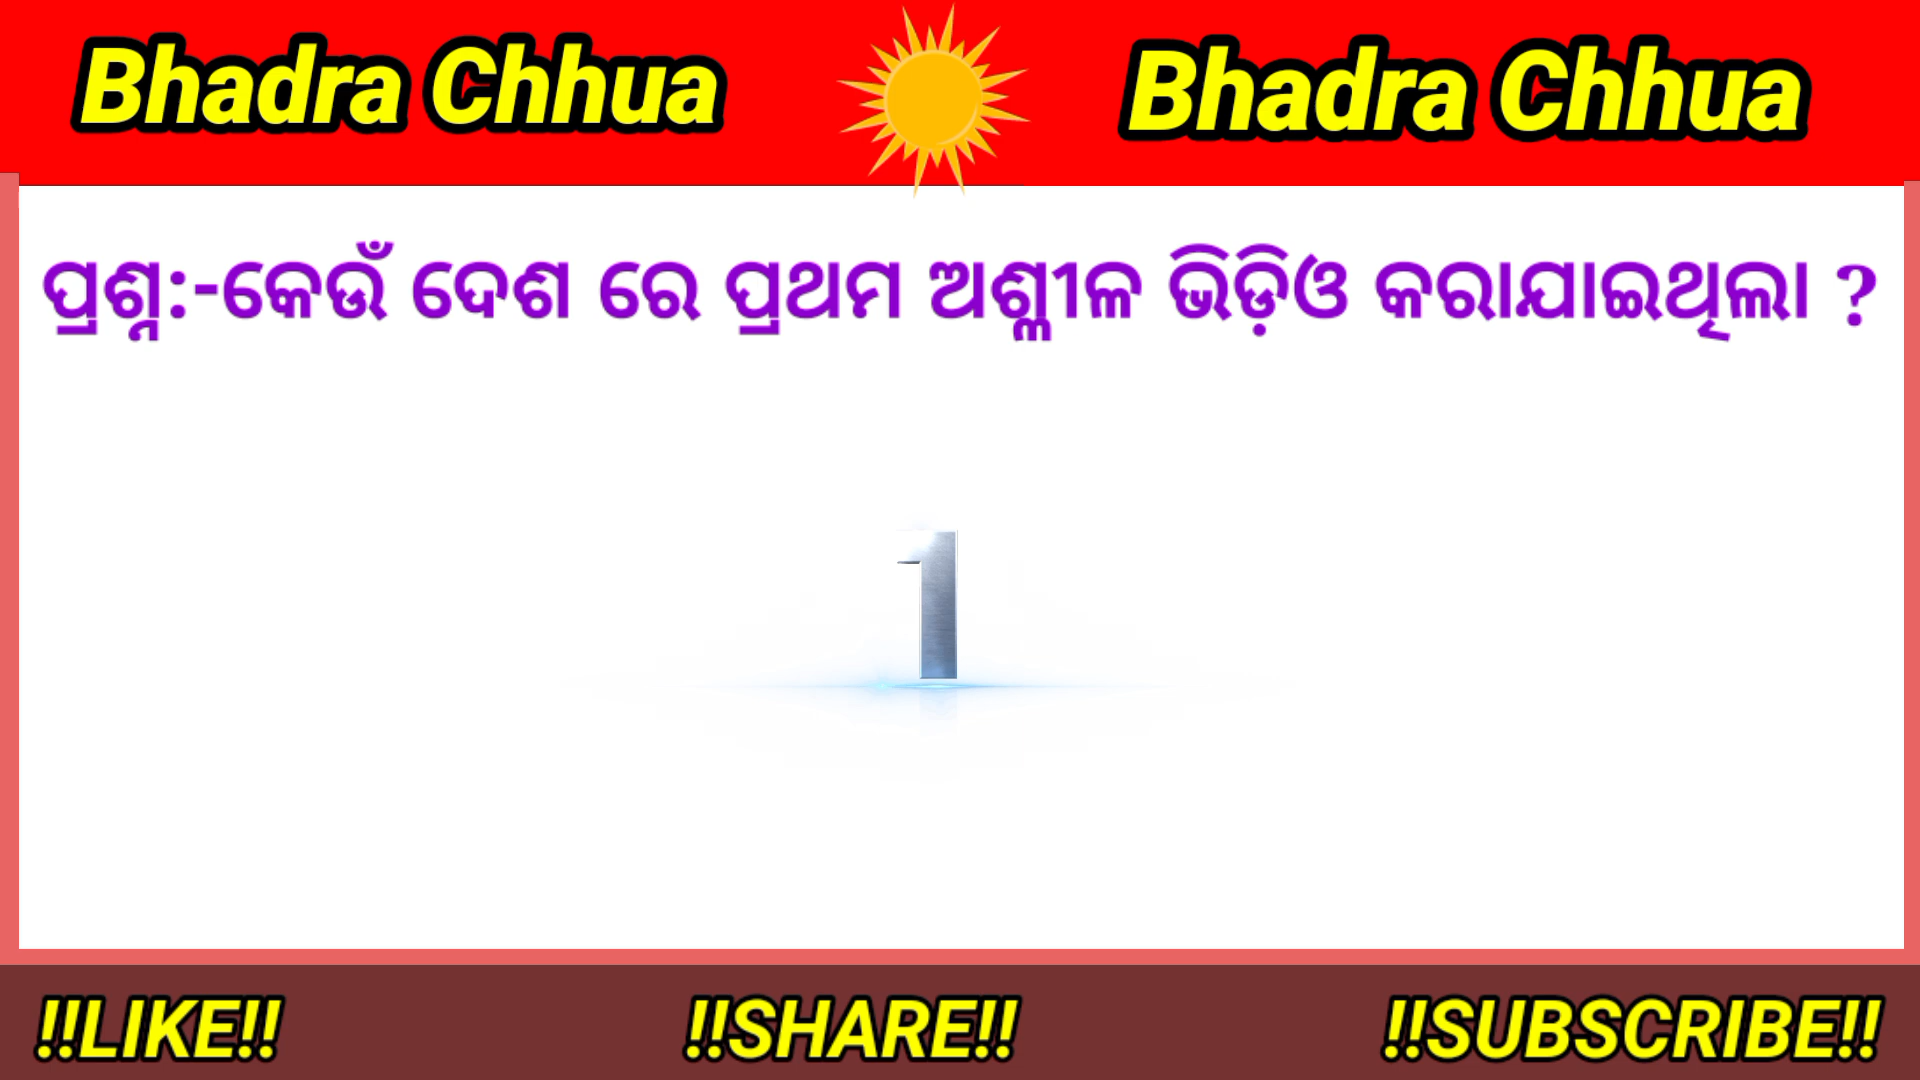 Bhadra Chhua Bhadra Chhua
ପ୍ରଶ୍ନ:-କେଉଁ ଦେଶ ରେ ପ୍ରଥମ ଅଶ୍ଳୀଳ ଭିଡ଼ିଓ କରାଯାଇଥିଲା ?
1
!!LIKE!! !!SHARE!! !!SUBSCRIBE!!